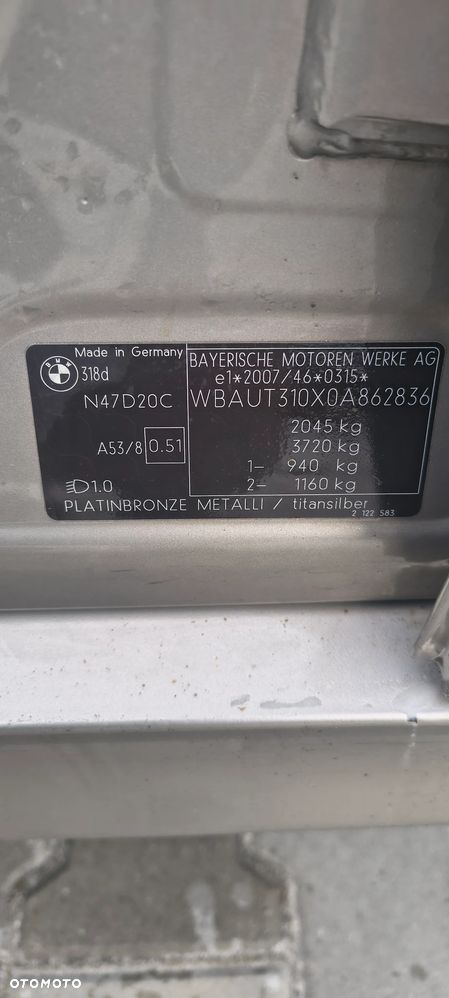 Made in Germany
BMW
318d
N47D20C
A53/8 0.51
1.0
BAYERISCHE MOTOREN WERKE AG
e1*2007/46*0315*
WBAUT310X0A862836
2045 kg
3720 kg
1- 940 kg
2- 1160 kg
PLATINBRONZE METALLI / titansilber
2 122 583
OTOMOTO